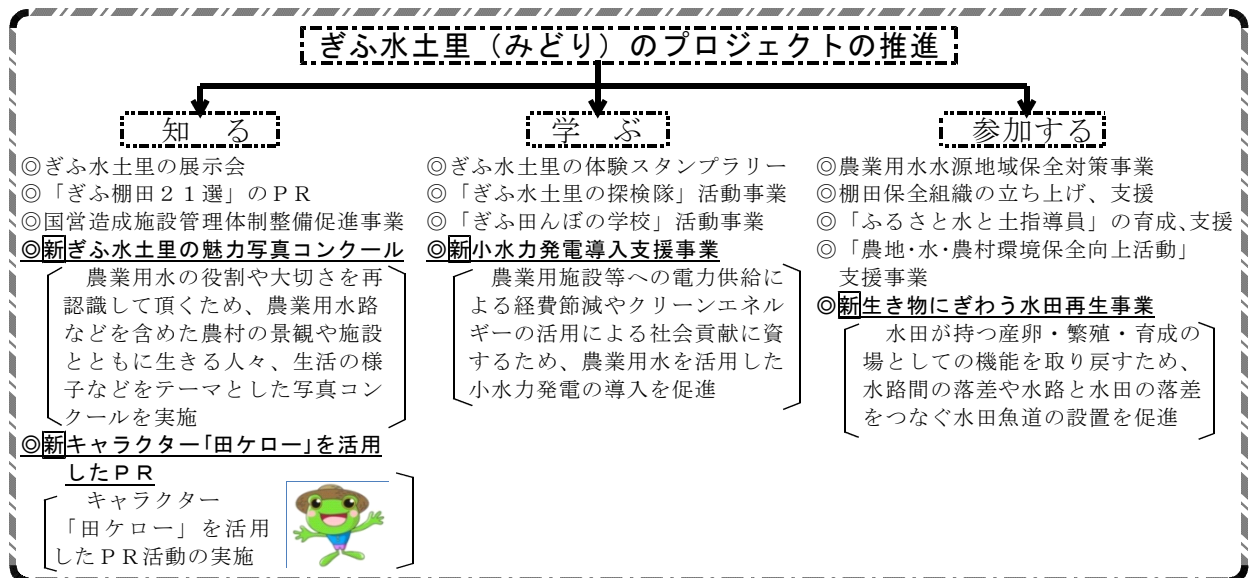 ぎふ水土里（みどり）のプロジェクトの推進
知　る
◎ぎふ水土里の展示会
◎「ぎふ棚田２１選」のＰＲ
◎国営造成施設管理体制整備促進事業
◎新ぎふ水土里の魅力写真コンクール
農業用水の役割や大切さを再
認識して頂くため、農業用水路
などを含めた農村の景観や施設
とともに生きる人々、生活の様
子などをテーマとした写真コン
クールを実施
◎新キャラクター「田ケロー」を活用
したＰＲ
キャラクター
「田ケロー」を活用
したＰＲ活動の実施
学　ぶ
◎ぎふ水土里の体験スタンプラリー
◎「ぎふ水土里の探検隊」活動事業
◎「ぎふ田んぼの学校」活動事業
◎新小水力発電導入支援事業
農業用施設等への電力供給に
よる経費節減やクリーンエネル
ギーの活用による社会貢献に資
するため、農業用水を活用した
小水力発電の導入を促進
参加する
◎農業用水水源地域保全対策事業
◎棚田保全組織の立ち上げ、支援
◎「ふるさと水と土指導員」の育成、支援
◎「農地・水・農村環境保全向上活動」
支援事業
◎新生き物にぎわう水田再生事業
水田が持つ産卵・繁殖・育成の
場としての機能を取り戻すため、
水路間の落差や水路と水田の落差
をつなぐ水田魚道の設置を促進